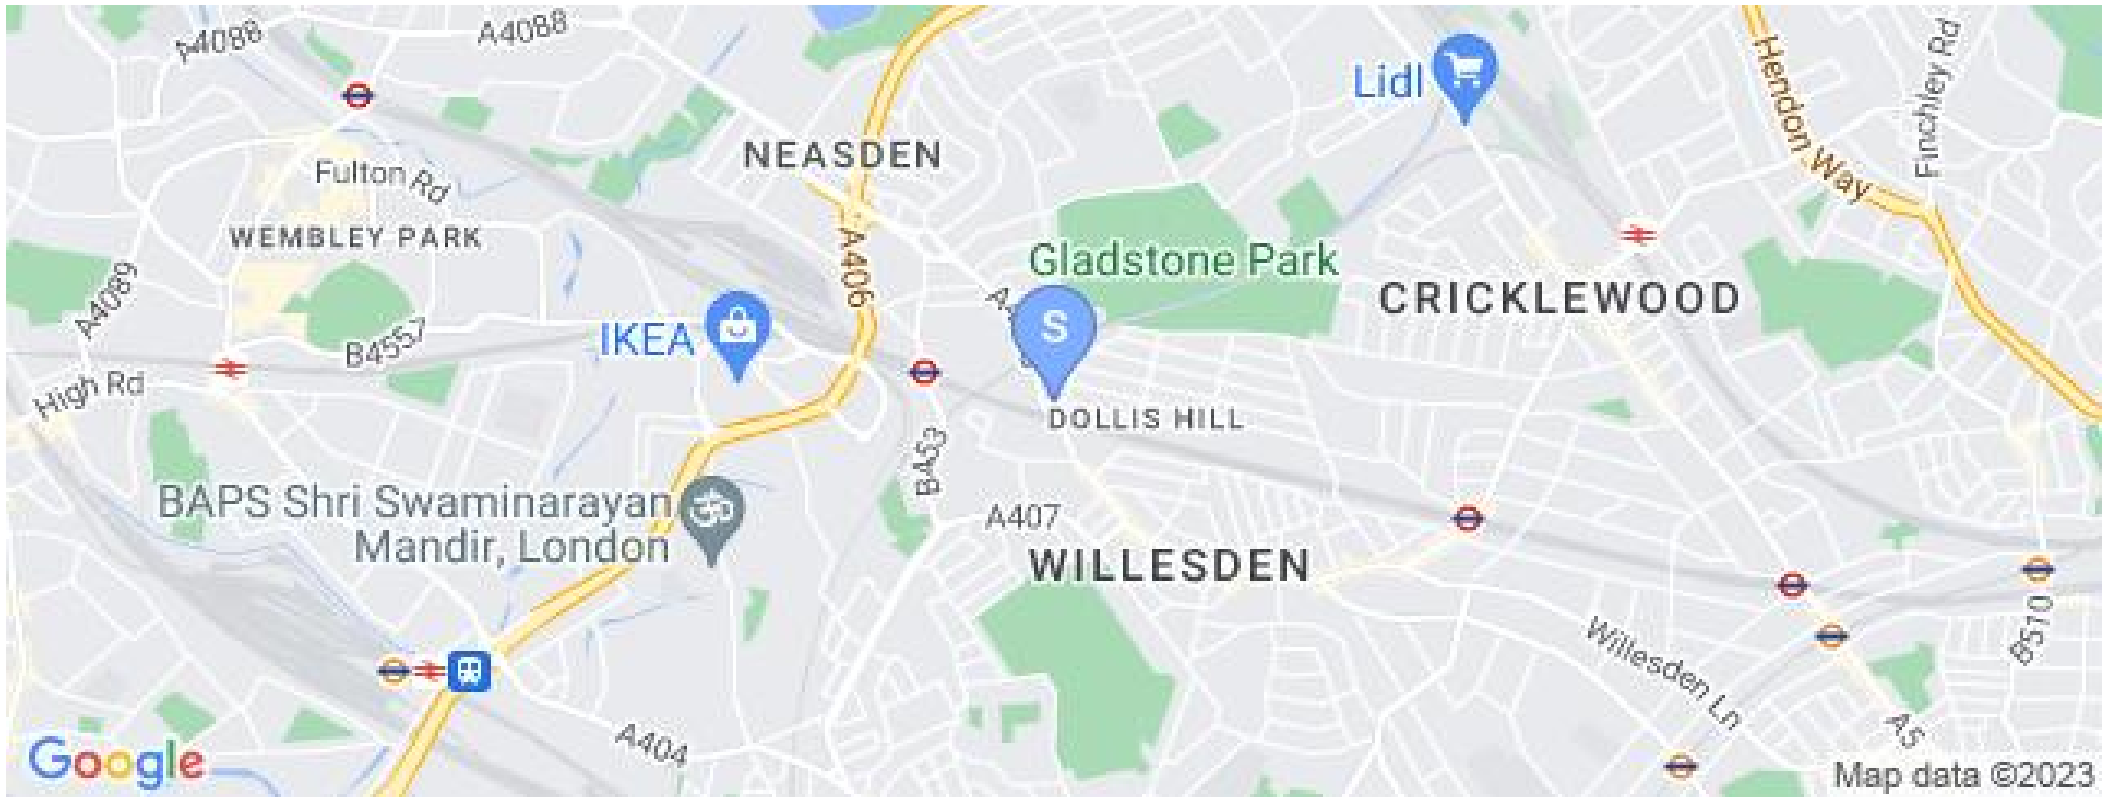 A4088
A4088
Lidl
Hendon Way
Finchley Rd
NEASDEN
Fulton Rd
WEMBLEY PARK
A406
Gladstone Park
A4089
CRICKLEWOOD
S
IKEA
B4557
High Rd
DOLLIS HILL
B453
BAPS Shri Swaminarayan
Mandir, London
A407
WILLESDEN
B510
Willesden Ln
A404
A5
Google
Map data ©2023